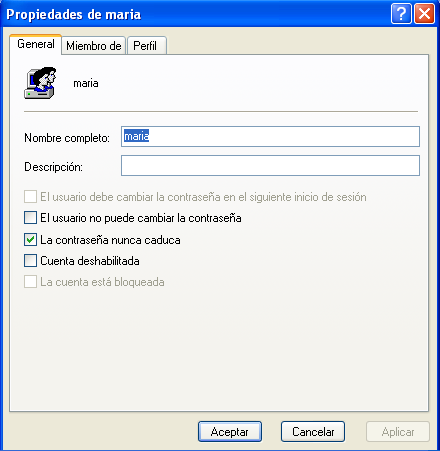 Propiedades de maria
General Miembro de Perfil
maria
Nombre completo: maria
Descripción:
El usuario debe cambiar la contraseña en el siguiente inicio de sesión
El usuario no puede cambiar la contraseña
La contraseña nunca caduca
Cuenta deshabilitada
La cuenta está bloqueada
Aceptar Cancelar Aplicar